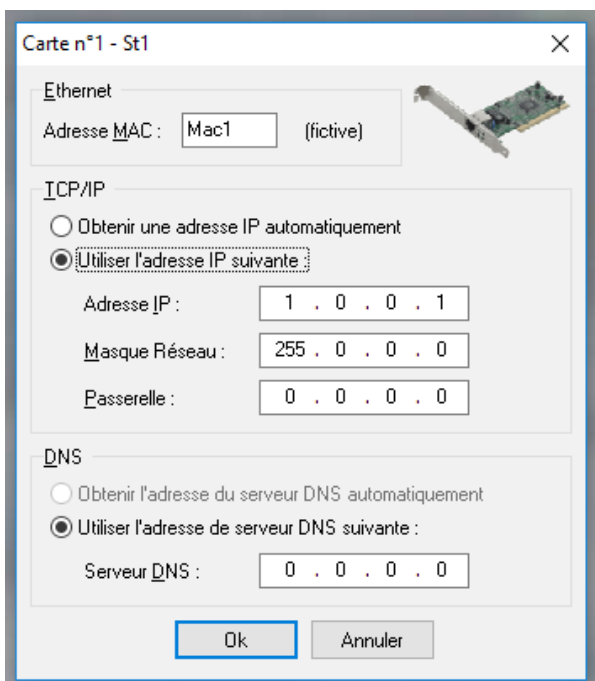 Carte n°1 - St1
Ethernet
Adresse MAC : Mac1 (fictive)
TCP/IP
Obtenir une adresse IP automatiquement
Utiliser l'adresse IP suivante :
Adresse IP : 1 . 0 . 0 . 1
Masque Réseau : 255 . 0 . 0 . 0
Passerelle : 0 . 0 . 0 . 0
DNS
Obtenir l'adresse du serveur DNS automatiquement
Utiliser l'adresse de serveur DNS suivante :
Serveur DNS : 0 . 0 . 0 . 0
Ok Annuler